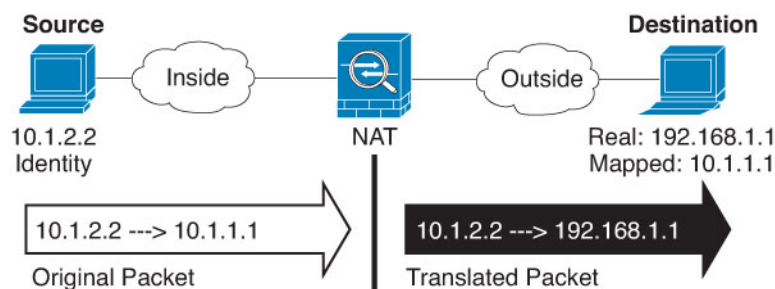 Source
Destination
Inside
Outside
10.1.2.2
Identity
NAT
Real: 192.168.1.1
Mapped: 10.1.1.1
10.1.2.2 ---> 10.1.1.1
10.1.2.2 ---> 192.168.1.1
Original Packet
Translated Packet